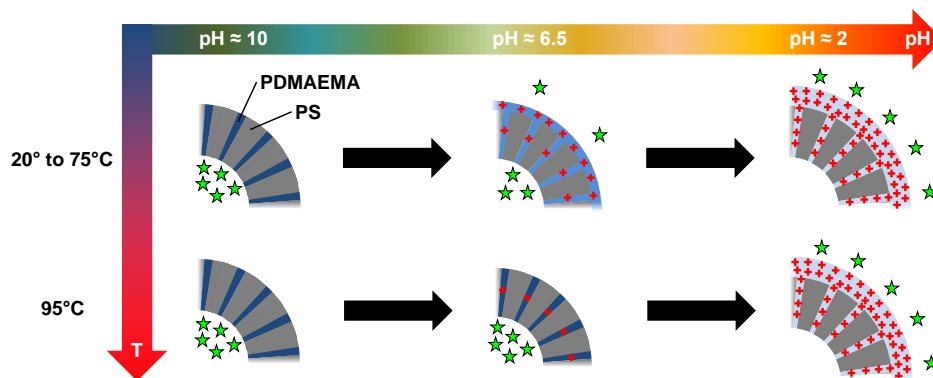 pH ≈ 10
pH ≈ 6.5
pH ≈ 2
pH
PDMAEMA
PS
20° to 75°C
95°C
T